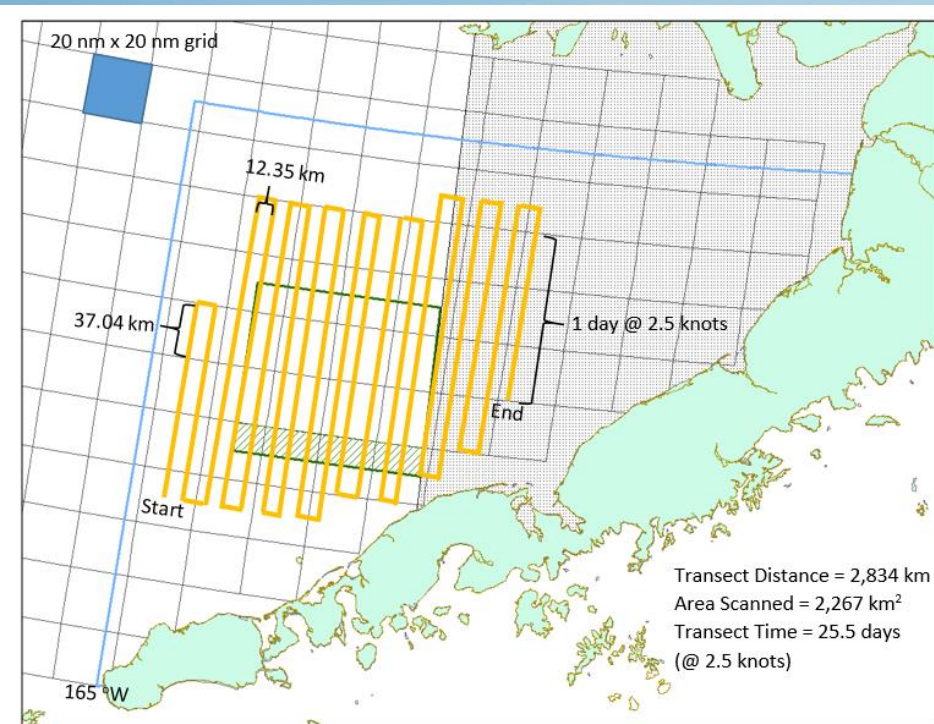 20 nm x 20 nm grid
12.35 km
37.04 km
1 day @ 2.5 knots
End
Start
Transect Distance = 2,834 km
Area Scanned = 2,267 km²
Transect Time = 25.5 days
(@ 2.5 knots)
165 °W